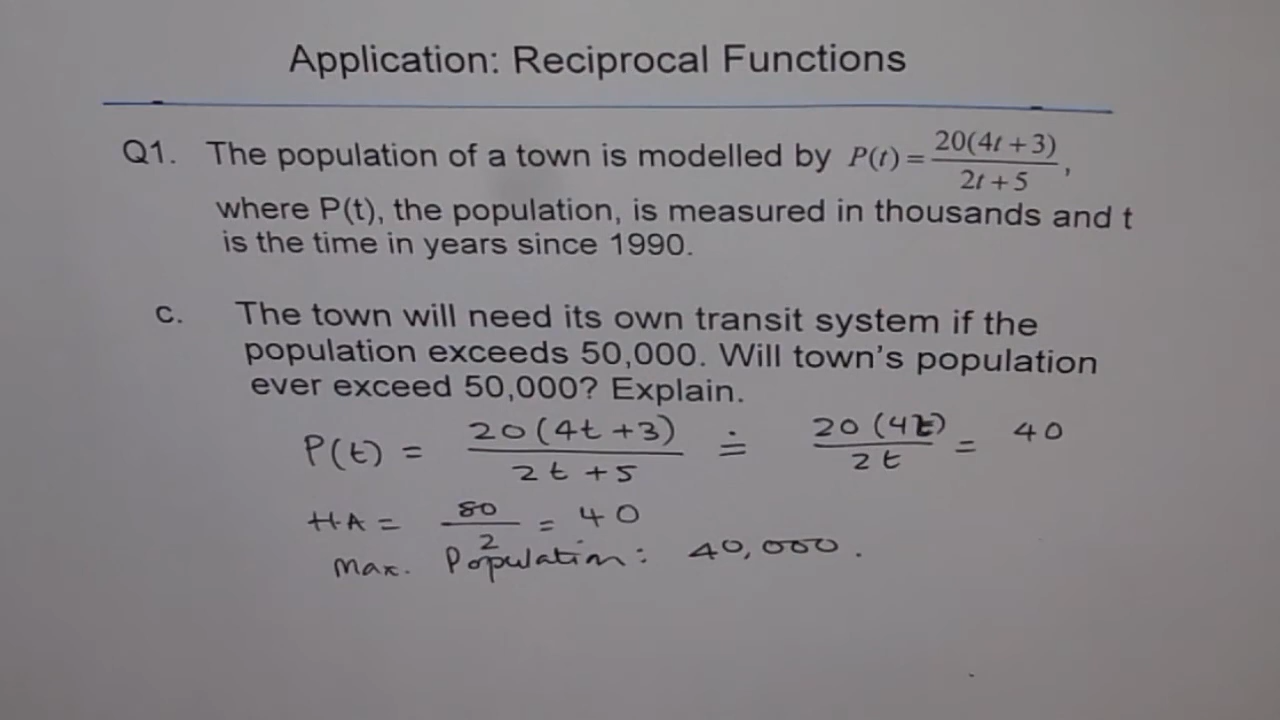 Application: Reciprocal Functions
Q1. The population of a town is modelled by P(t) = 20(4t + 3) / 2t + 5 ,
where P(t), the population, is measured in thousands and t
is the time in years since 1990.
c. The town will need its own transit system if the
population exceeds 50,000. Will town's population
ever exceed 50,000? Explain.
P(t) = 20(4t + 3) / 2t + 5 ≐ 20(4t) / 2t = 40
HA = 80 / 2 = 40
Max. Population: 40,000.